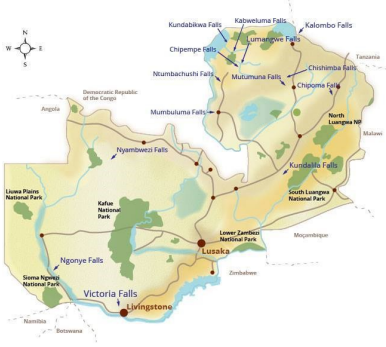 Kundabikwa Falls
Kabweluma Falls
Kalombo Falls
Lumangwe Falls
Chipempe Falls
Tanzania
Ntumbachushi Falls
Mutumuna Falls
Chishimba Falls
Chipoma Falls
Democratic Republic
of the Congo
Angola
Mumbuluma Falls
North
Luangwa NP
Malawi
N
W
E
S
Nyambwezi Falls
Kundalila Falls
Liuwa Plains
National Park
Kafue
National
Park
South Luangwa
National Park
Lower Zambezi
National Park
Moçambique
Lusaka
Ngonye Falls
Zimbabwe
Sioma Ngwezi
National Park
Victoria Falls
Livingstone
Namibia
Botswana